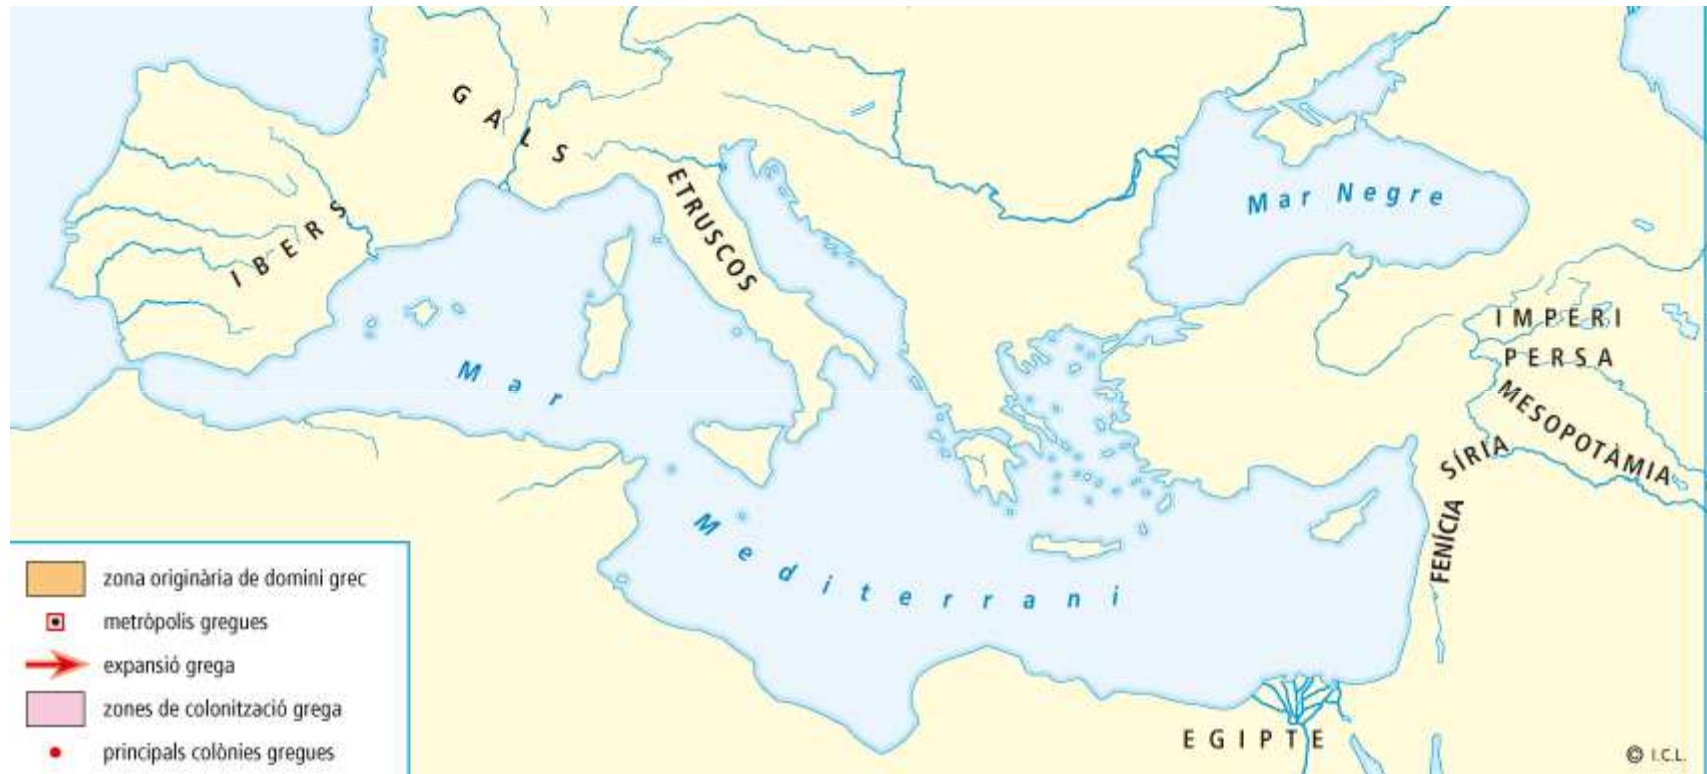 GALS
IBERS
ETRUSCOS
Mar Negre
IMPERI
PERSA
MESOPOTÀMIA
SÍRIA
FENÍCIA
Mar
Mediterrani
EGIPTE
zona originària de domini grec
metròpolis gregues
expansió grega
zones de colonització grega
principals colònies gregues
© I.C.L.